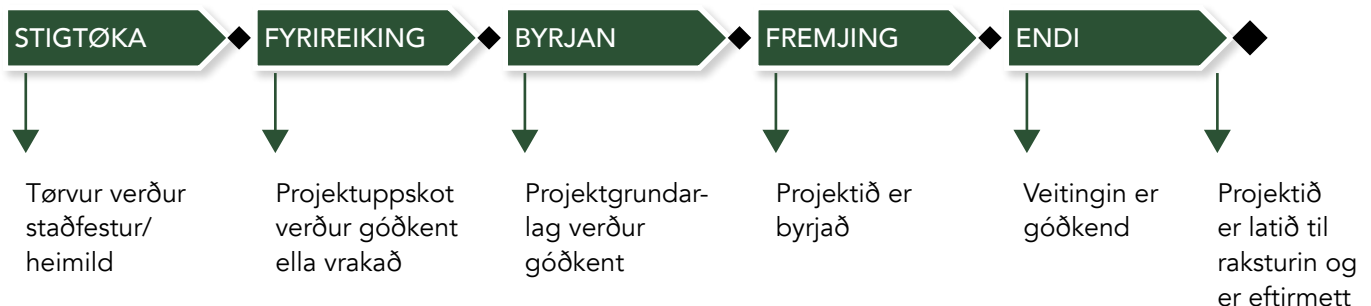 STIGTØKA
FYRIREIKING
BYRJAN
FREMJING
ENDI
Tørvur verður
staðfestur/
heimild
Projektuppskot
verður góðkent
ella vrakað
Projektgrundar-
lag verður
góðkent
Projektið er
byrjað
Veitingin er
góðkend
Projektið
er latið til
raksturin og
er eftirmett